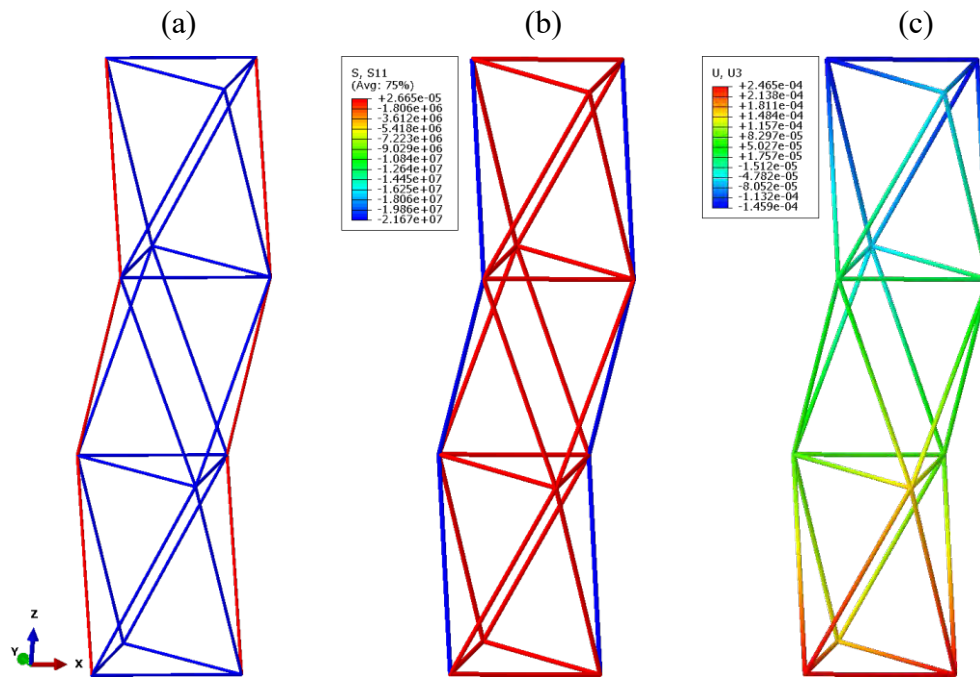 (a)
(b)
(c)
S, S11
(Avg: 75%)
+2.665e-05
-1.806e+06
-3.612e+06
-5.418e+06
-7.223e+06
-9.029e+06
-1.084e+07
-1.264e+07
-1.445e+07
-1.625e+07
-1.806e+07
-1.986e+07
-2.167e+07
U, U3
+2.465e-04
+2.138e-04
+1.811e-04
+1.484e-04
+1.157e-04
+8.297e-05
+5.027e-05
+1.757e-05
-1.512e-05
-4.782e-05
-8.052e-05
-1.132e-04
-1.459e-04
Z
Y
X